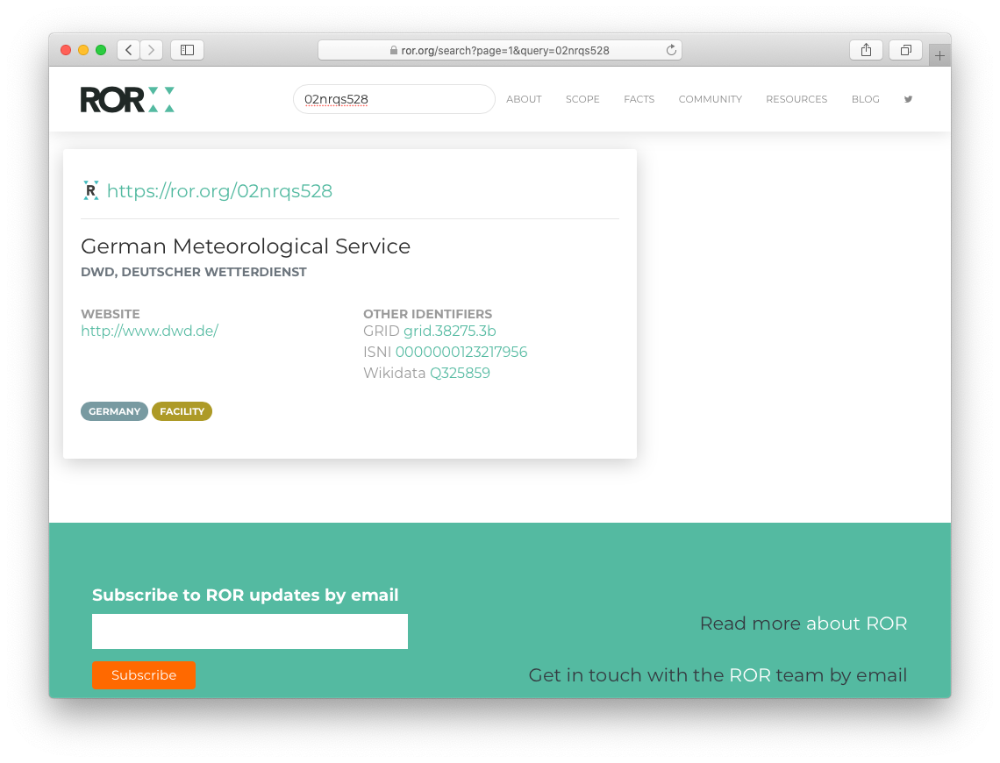 ror.org/search?page=1&query=02nrqs528
ROR
02nrqs528
ABOUT SCOPE FACTS COMMUNITY RESOURCES BLOG
R https://ror.org/02nrqs528
German Meteorological Service
DWD, DEUTSCHER WETTERDIENST
WEBSITE
http://www.dwd.de/
OTHER IDENTIFIERS
GRID grid.38275.3b
ISNI 0000000123217956
Wikidata Q325859
GERMANY FACILITY
Subscribe to ROR updates by email
Subscribe
Read more about ROR
Get in touch with the ROR team by email